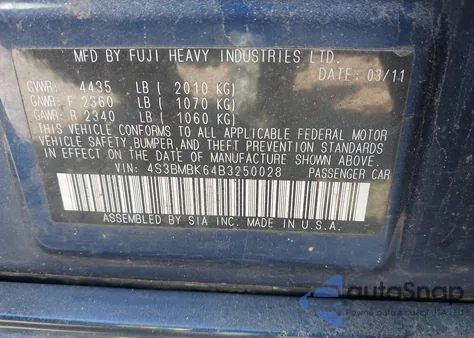 MFD BY FUJI HEAVY INDUSTRIES LTD.
DATE: 03/11
GVWR: 4435 LB ( 2010 KG)
GAWR: F 2360 LB ( 1070 KG)
GAWR: R 2340 LB ( 1060 KG)
THIS VEHICLE CONFORMS TO ALL APPLICABLE FEDERAL MOTOR
VEHICLE SAFETY, BUMPER, AND THEFT PREVENTION STANDARDS
IN EFFECT ON THE DATE OF MANUFACTURE SHOWN ABOVE.
VIN: 4S3BMBK64B3250028 PASSENGER CAR
ASSEMBLED BY SIA INC. MADE IN U.S.A.
autoSnap